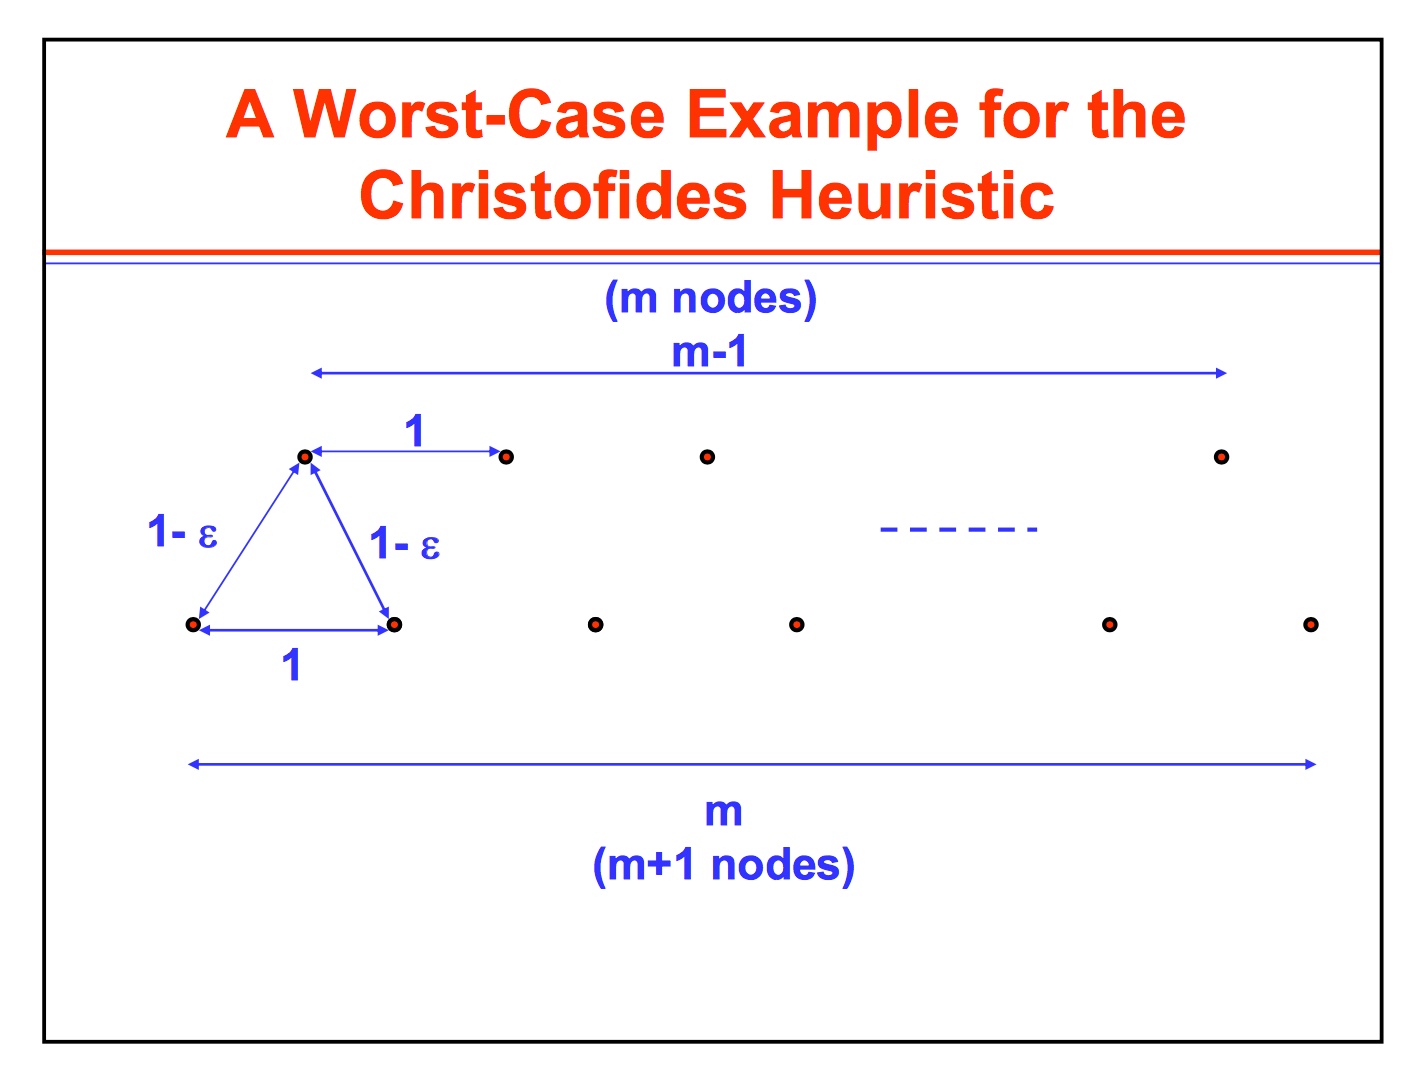 A Worst-Case Example for the
Christofides Heuristic
(m nodes)
m-1
1
1- ε
1- ε
1
m
(m+1 nodes)